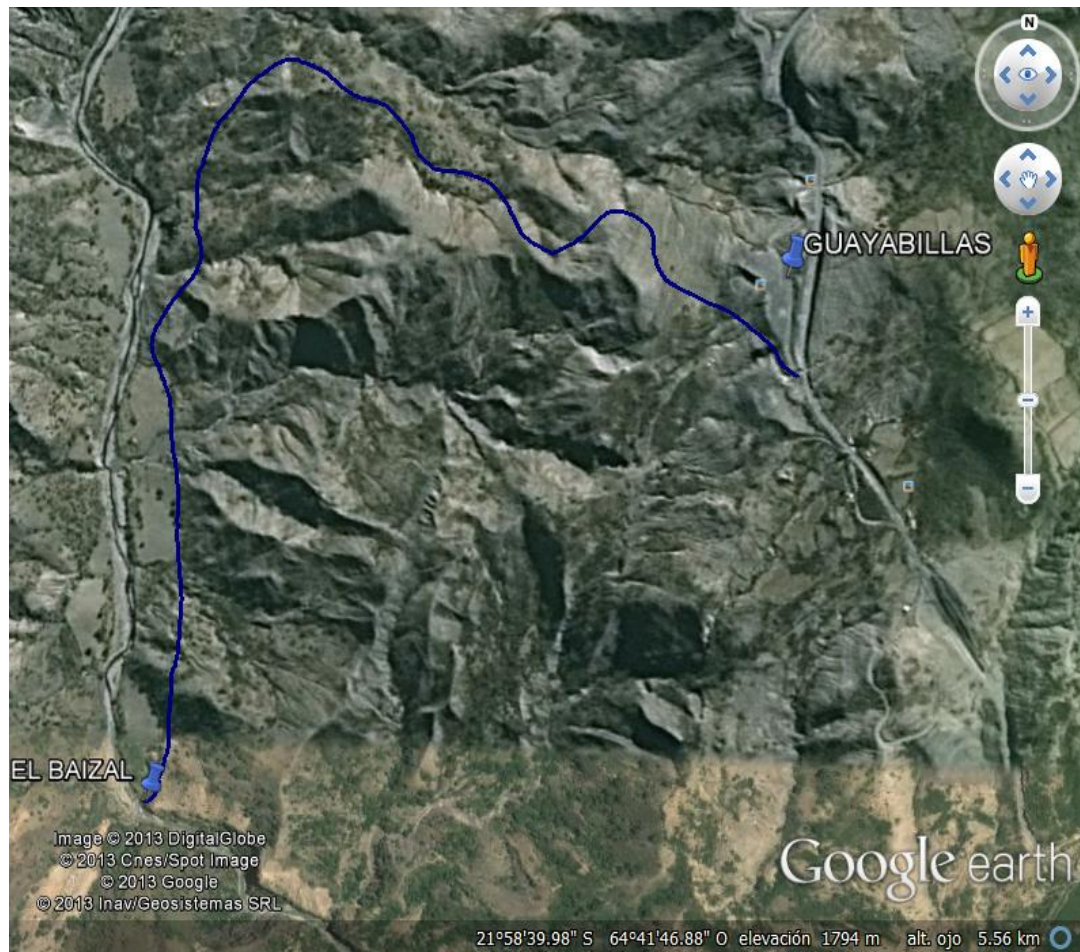 N
GUAYABILLAS
EL BAIZAL
Image © 2013 DigitalGlobe
© 2013 Cnes/Spot Image
© 2013 Google
© 2013 Inav/Geosistemas SRL
Google earth
21°58'39.98" S 64°41'46.88" O elevación 1794 m alt. ojo 5.56 km